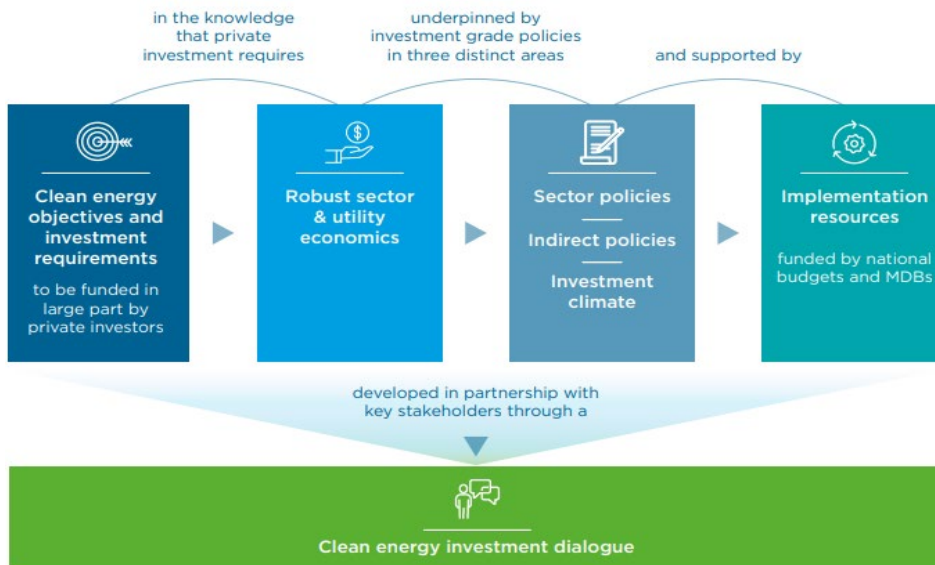 in the knowledge
that private
investment requires
underpinned by
investment grade policies
in three distinct areas
and supported by
Clean energy
objectives and
investment
requirements
to be funded in
large part by
private investors
Robust sector
& utility
economics
Sector policies
Indirect policies
Investment
climate
Implementation
resources
funded by national
budgets and MDBs
developed in partnership with
key stakeholders through a
Clean energy investment dialogue